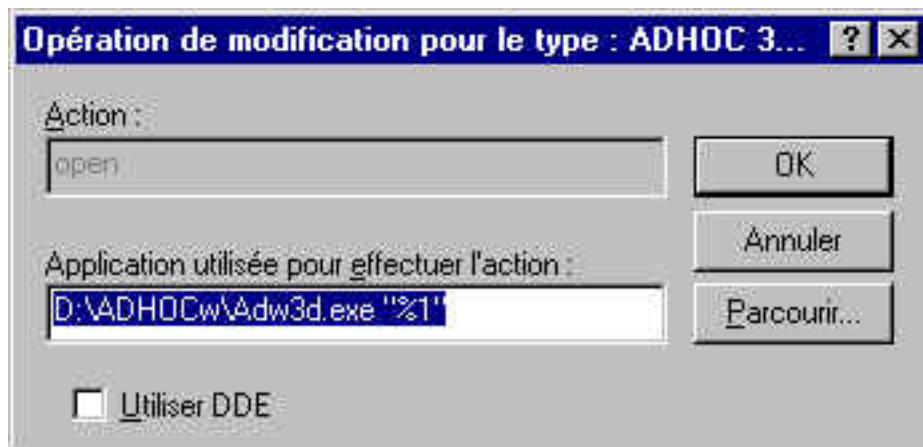 Opération de modification pour le type : ADHOC 3...
Action :
open
OK
Annuler
Application utilisée pour effectuer l'action :
D:\ADHOCw\Adw3d.exe "%1"
Parcourir...
Utiliser DDE